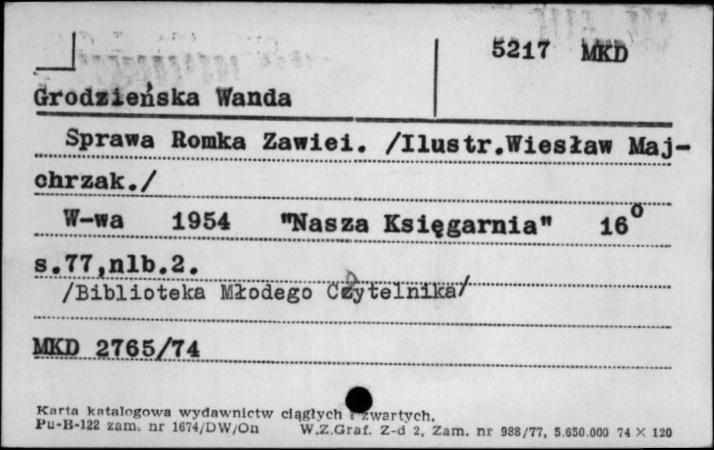 5217 MKD
Grodzieńska Wanda
Sprawa Romka Zawiei. /Ilustr.Wiesław Maj-
chrzak./
W-wa 1954 "Nasza Księgarnia" 16°
s.77,nlb.2.
/Biblioteka Młodego Czytelnika/
MKD 2765/74
Karta katalogowa wydawnictw ciągłych i zwartych.
Pu-B-122 zam. nr 1674/DW/On W.Z.Graf. Z-d 2, Zam. nr 988/77, 5.650.000 74 × 120